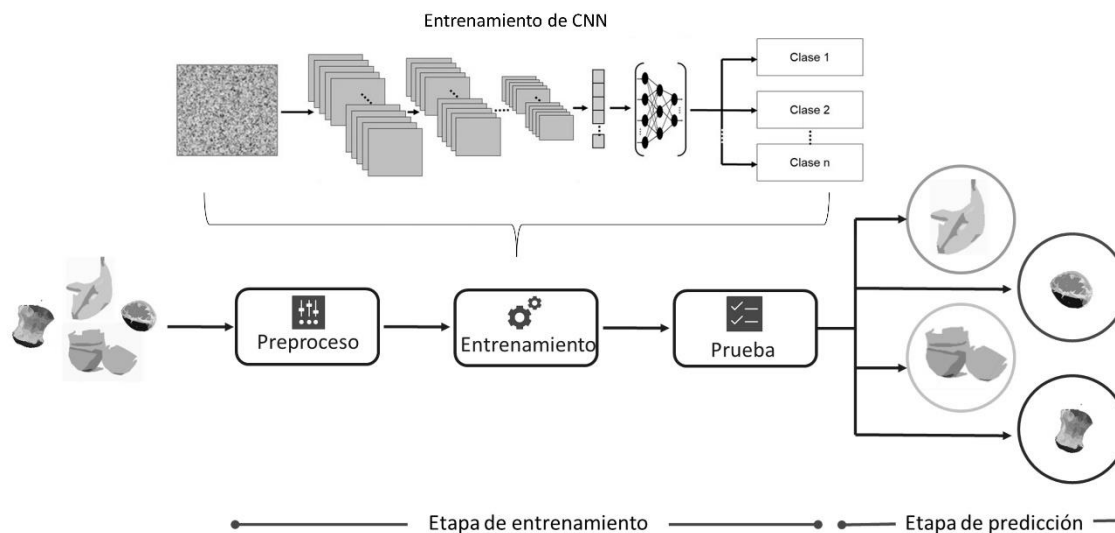 Entrenamiento de CNN
Clase 1
Clase 2
Clase n
Preproceso
Entrenamiento
Prueba
Etapa de entrenamiento
Etapa de predicción